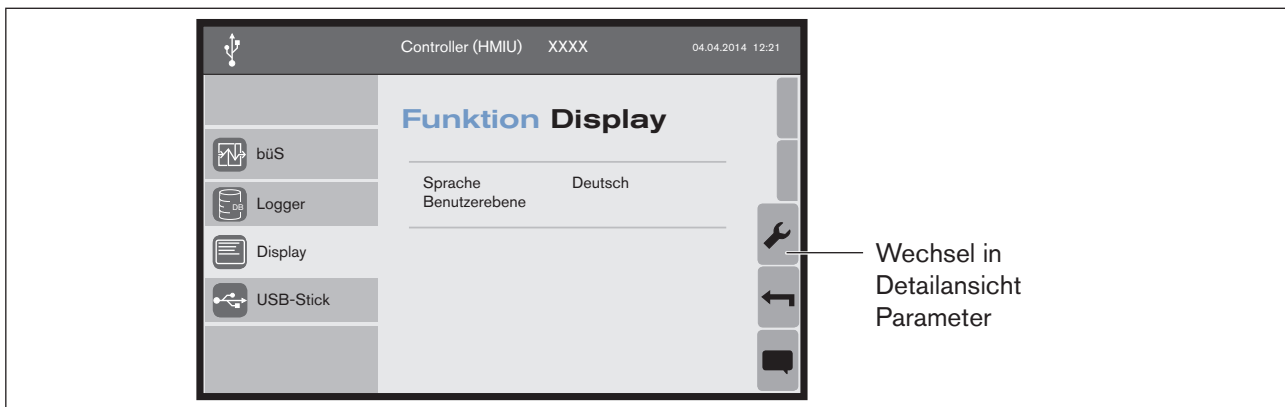 Controller (HMIU) XXXX 04.04.2014 12:21
Funktion Display
büS
Sprache Deutsch
Benutzerebene
DB
Logger
Display
USB-Stick
Wechsel in
Detailansicht
Parameter